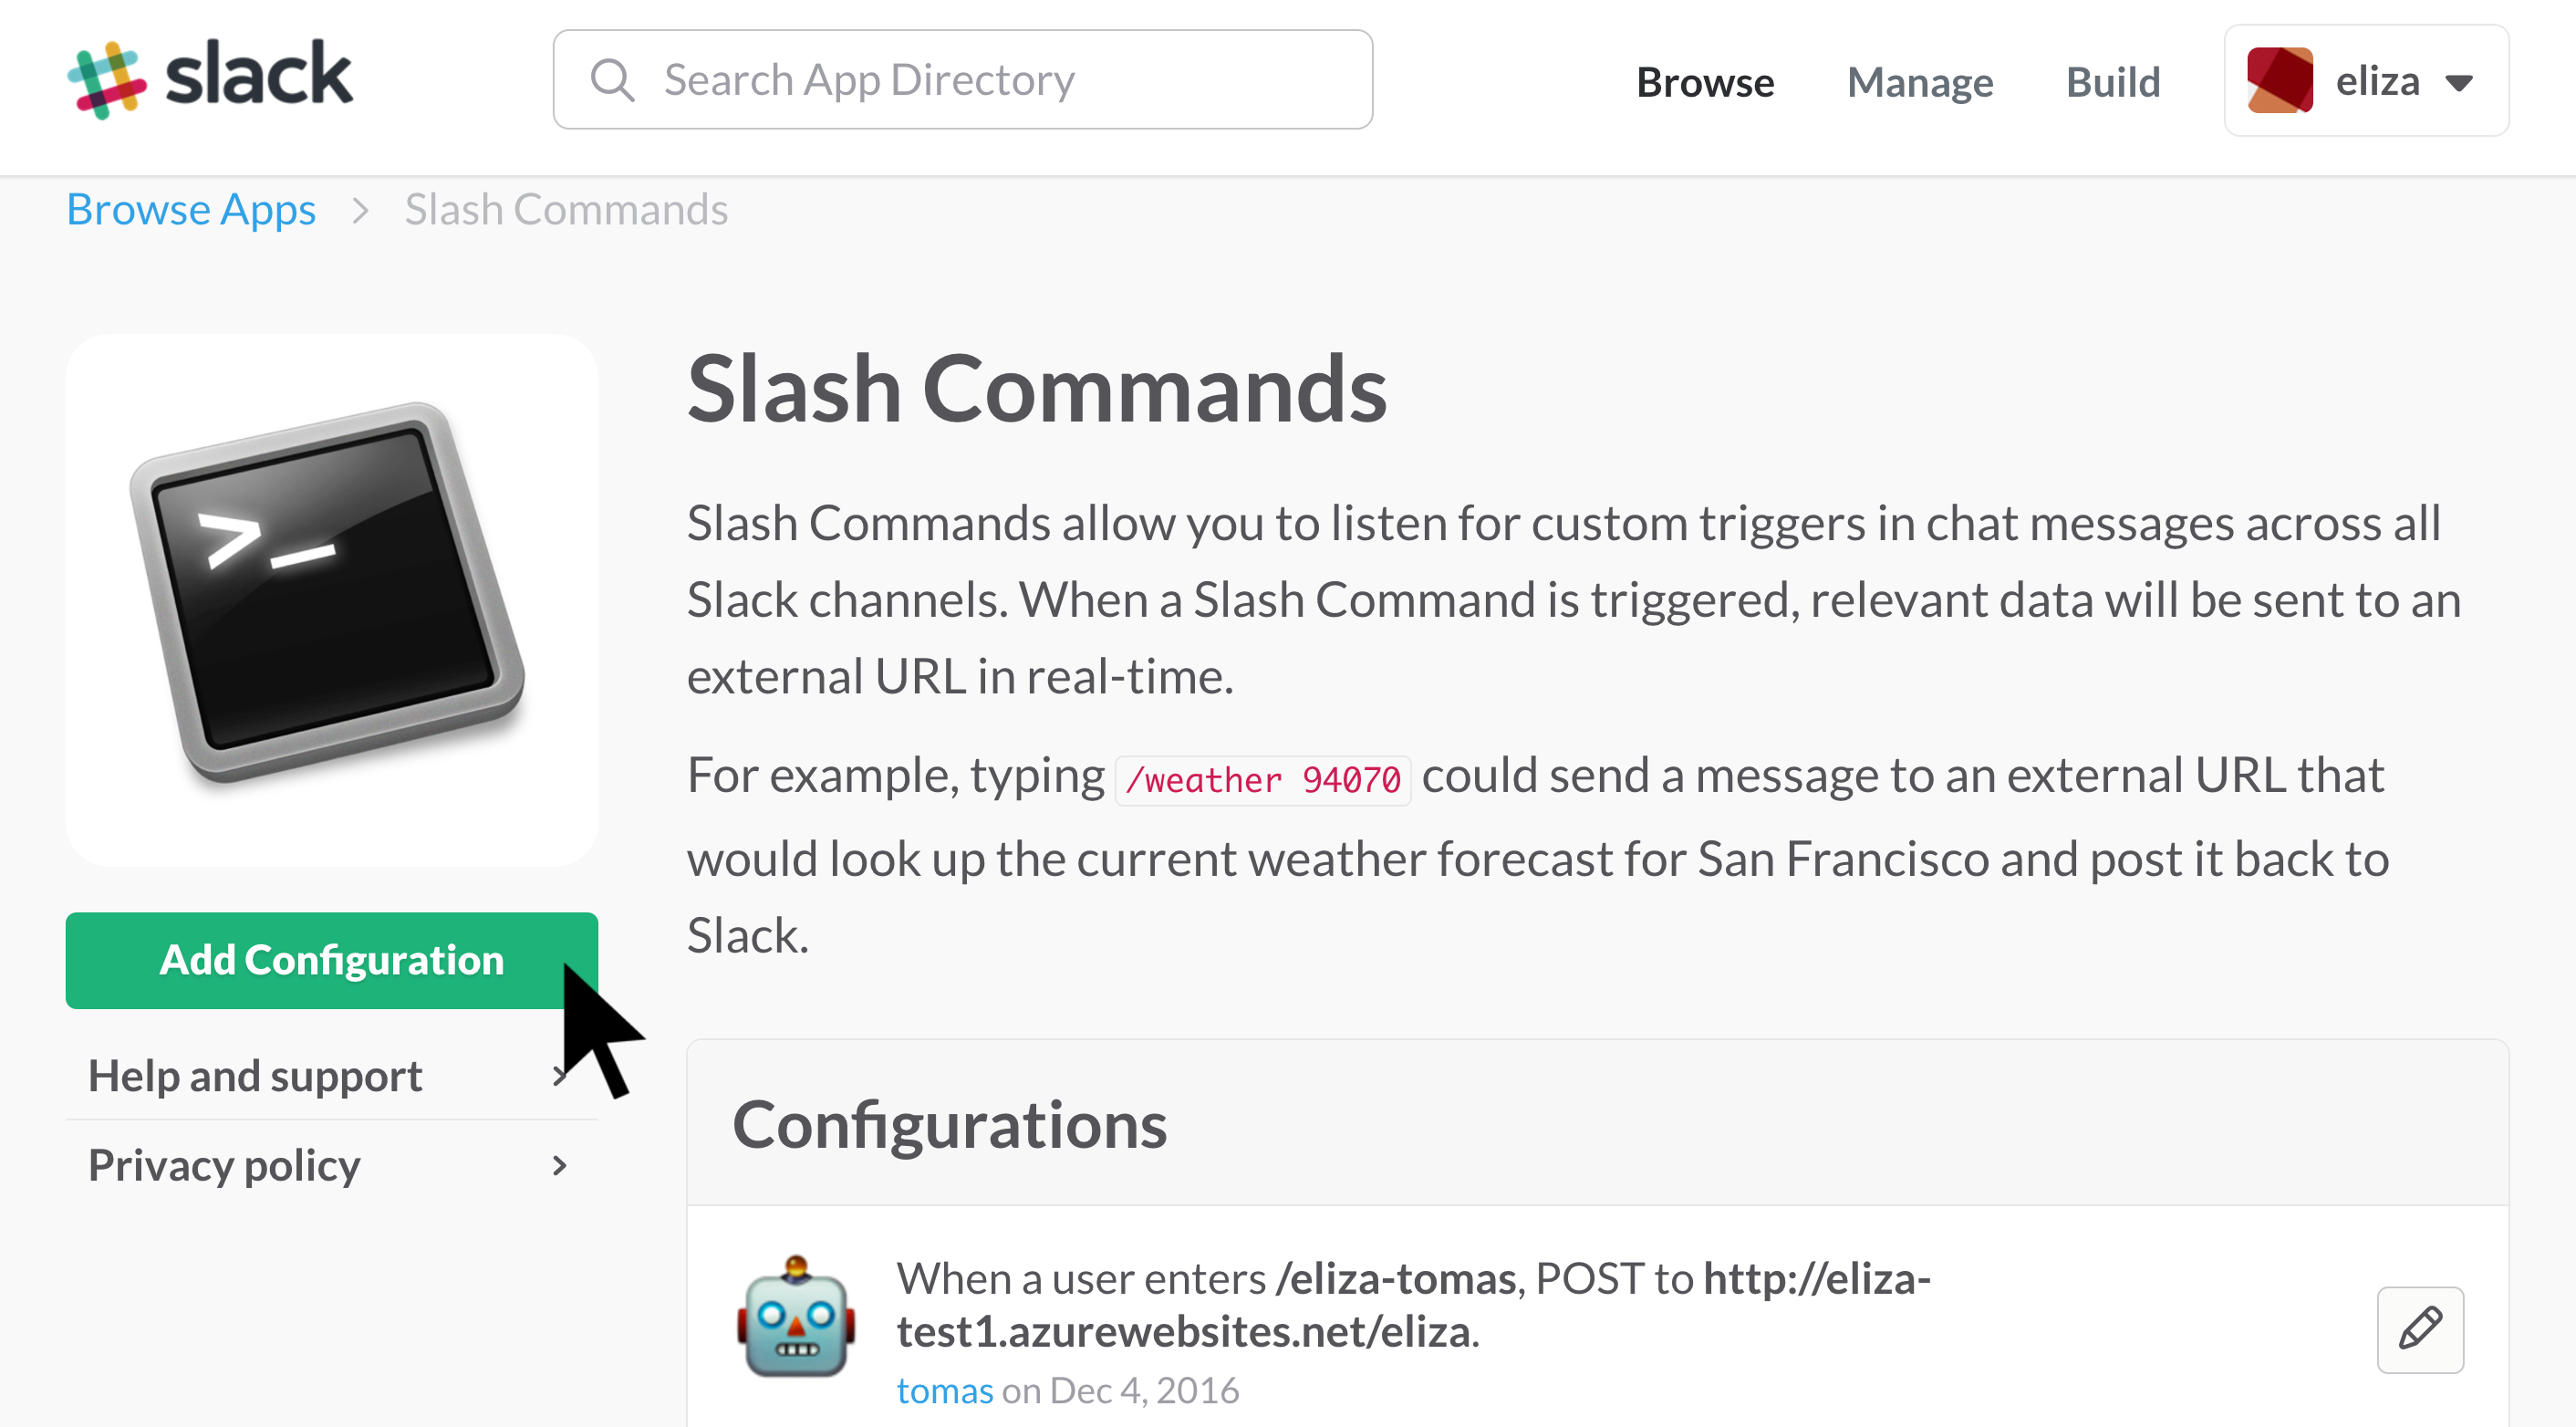 slack
Search App Directory
Browse
Manage
Build
eliza
Browse Apps > Slash Commands
>_
Slash Commands
Slash Commands allow you to listen for custom triggers in chat messages across all
Slack channels. When a Slash Command is triggered, relevant data will be sent to an
external URL in real-time.
For example, typing /weather 94070 could send a message to an external URL that
would look up the current weather forecast for San Francisco and post it back to
Slack.
Add Configuration
Help and support
Privacy policy
Configurations
When a user enters /eliza-tomas, POST to http://eliza-
test1.azurewebsites.net/eliza.
tomas on Dec 4, 2016